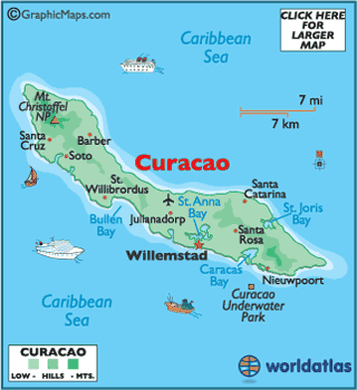 ©GraphicMaps.com
CLICK HERE
FOR
LARGER
MAP
Caribbean
Sea
Mt.
Christoffel
NP
7 mi
7 km
Santa
Cruz
Barber
Soto
Curacao
St.
Willibrordus
St. Anna
Bay
Santa
Catarina
St. Joris
Bay
Bullen
Bay
Julianadorp
Santa
Rosa
Willemstad
Caracas
Bay
Nieuwpoort
Curacao
Underwater
Park
Caribbean
Sea
CURACAO
LOW - HILLS - MTS.
worldatlas